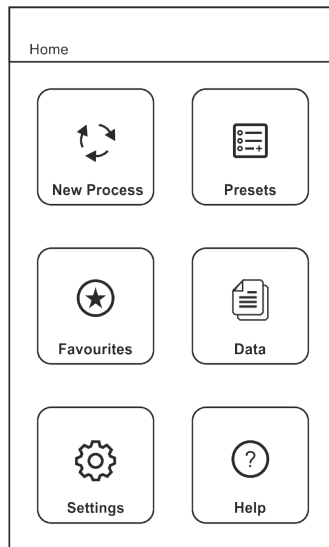 Home
New Process
Presets
Favourites
Data
Settings
?
Help